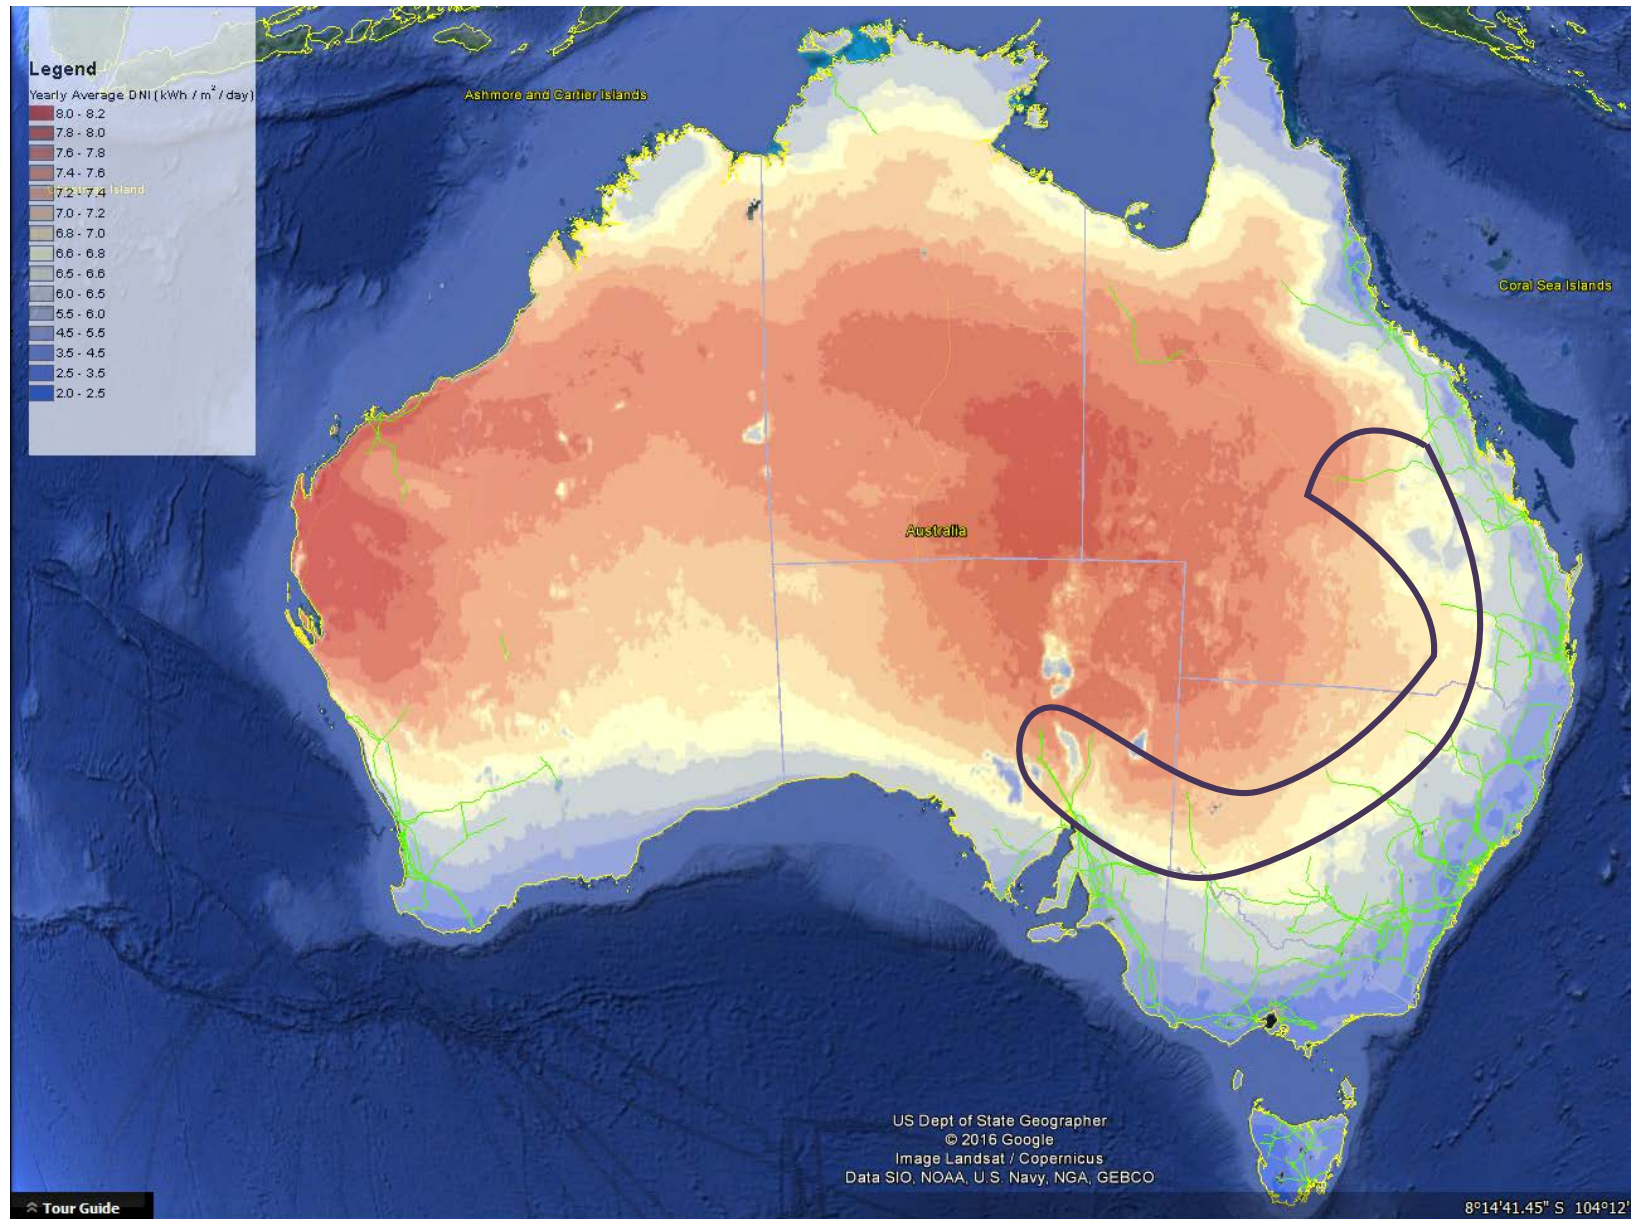 Legend
Yearly Average DNI (kWh / m² / day)
8.0 - 8.2
7.8 - 8.0
7.6 - 7.8
7.4 - 7.6
7.2 - 7.4
7.0 - 7.2
6.8 - 7.0
6.6 - 6.8
6.5 - 6.6
6.0 - 6.5
5.5 - 6.0
4.5 - 5.5
3.5 - 4.5
2.5 - 3.5
2.0 - 2.5
Island
Ashmore and Cartier Islands
Coral Sea Islands
Australia
US Dept of State Geographer
© 2016 Google
Image Landsat / Copernicus
Data SIO, NOAA, U.S. Navy, NGA, GEBCO
Tour Guide
8°14'41.45" S 104°12'